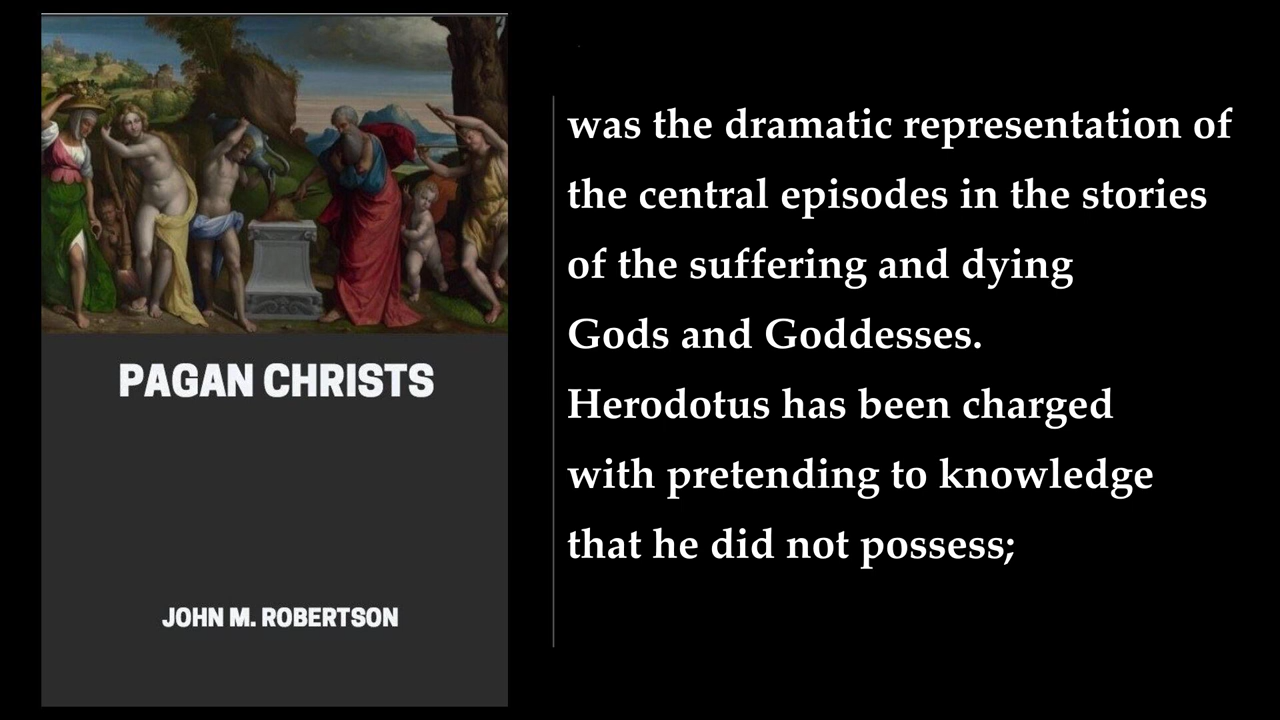 PAGAN CHRISTS
JOHN M. ROBERTSON
was the dramatic representation of
the central episodes in the stories
of the suffering and dying
Gods and Goddesses.
Herodotus has been charged
with pretending to knowledge
that he did not possess;